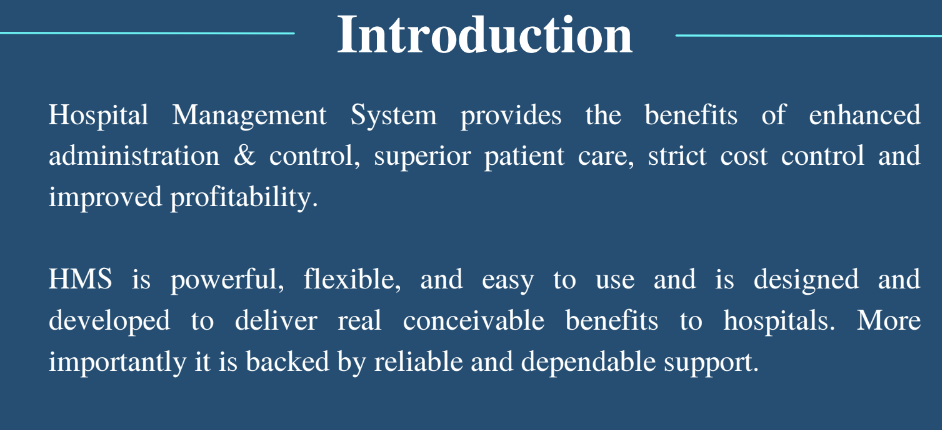 Introduction
Hospital Management System provides the benefits of enhanced
administration & control, superior patient care, strict cost control and
improved profitability.
HMS is powerful, flexible, and easy to use and is designed and
developed to deliver real conceivable benefits to hospitals. More
importantly it is backed by reliable and dependable support.